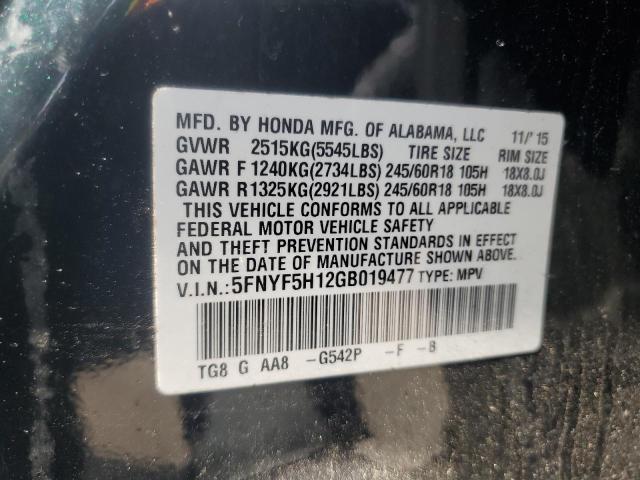 MFD. BY HONDA MFG. OF ALABAMA, LLC 11/'15
GVWR 2515KG(5545LBS) TIRE SIZE RIM SIZE
GAWR F 1240KG(2734LBS) 245/60R18 105H 18X8.0J
GAWR R 1325KG(2921LBS) 245/60R18 105H 18X8.0J
THIS VEHICLE CONFORMS TO ALL APPLICABLE
FEDERAL MOTOR VEHICLE SAFETY
AND THEFT PREVENTION STANDARDS IN EFFECT
ON THE DATE OF MANUFACTURE SHOWN ABOVE.
V.I.N.:5FNYF5H12GB019477 TYPE: MPV
TG8 G AA8 -G542P -F -B